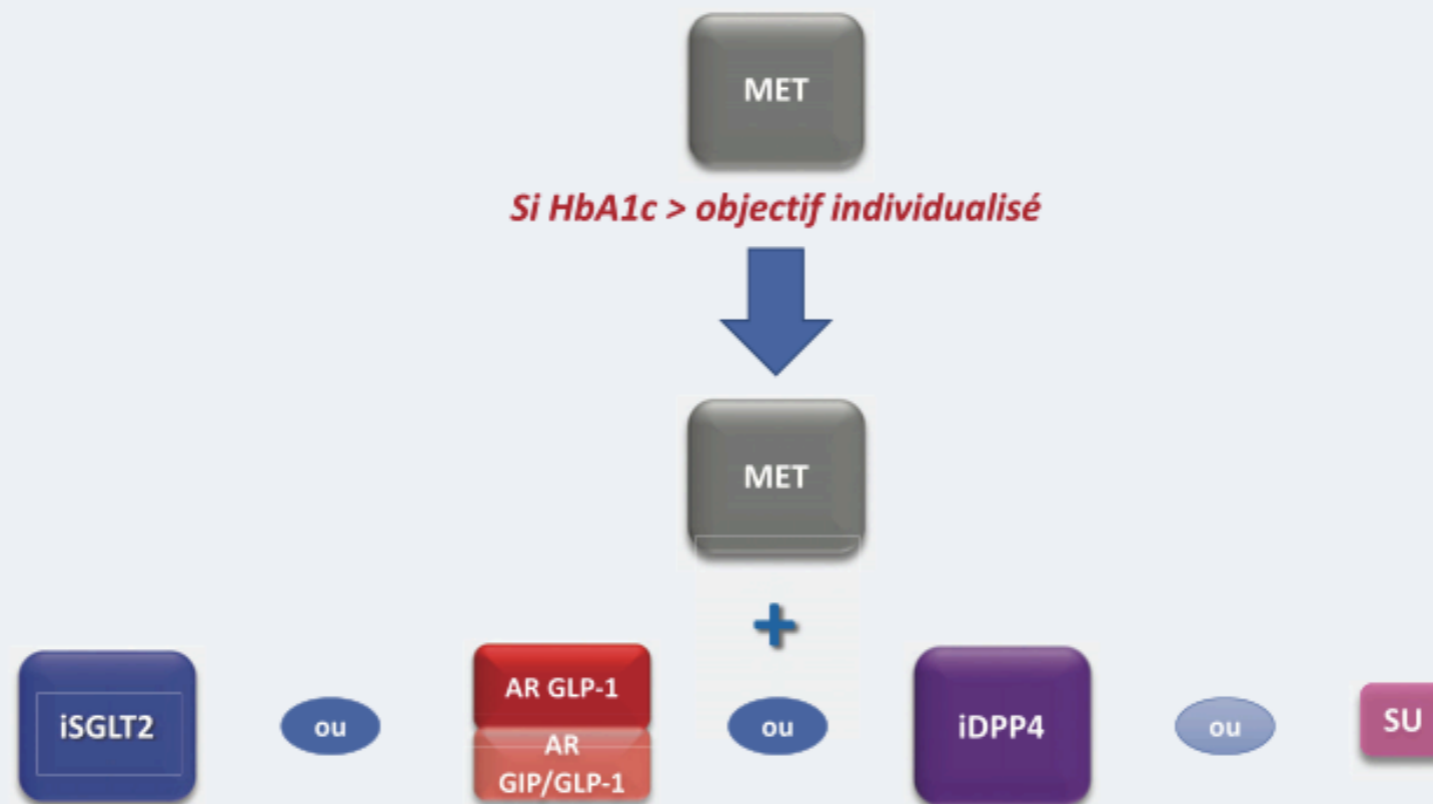 MET
Si HbA1c > objectif individualisé
MET
+
iSGLT2
ou
AR GLP-1
AR
GIP/GLP-1
ou
iDPP4
ou
SU